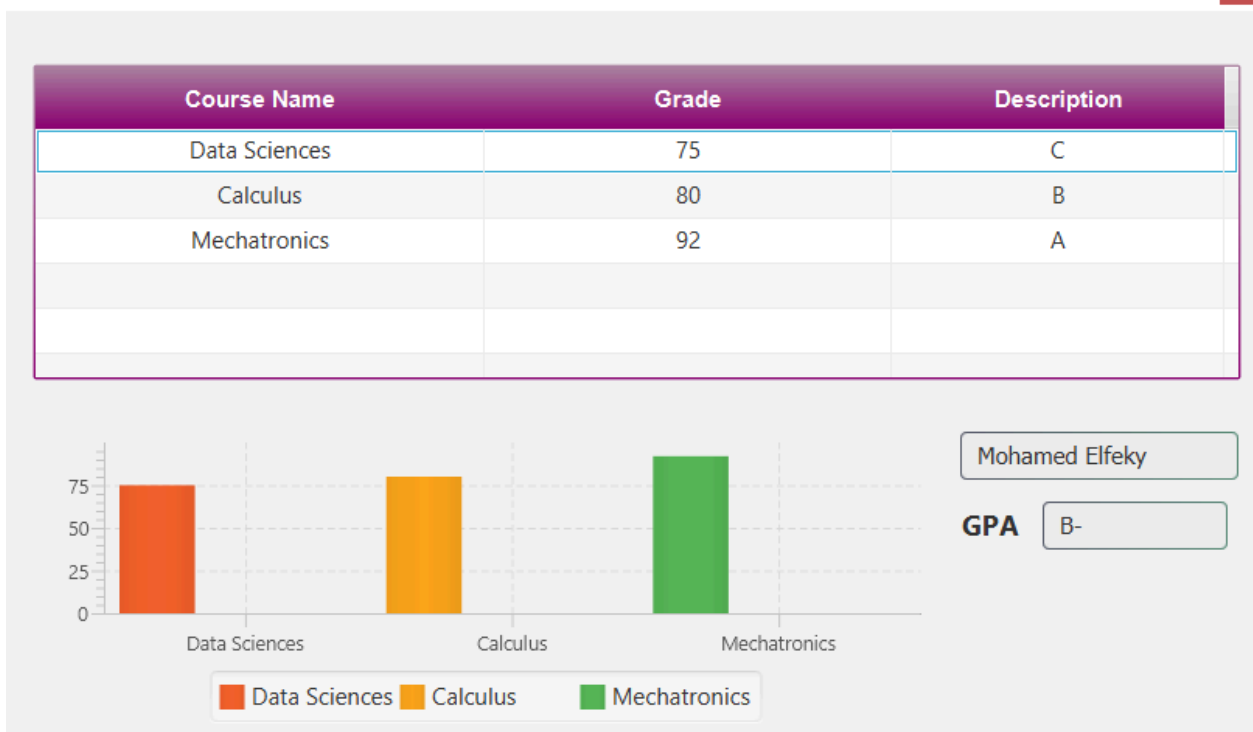 Course Name Grade Description
Data Sciences 75 C
Calculus 80 B
Mechatronics 92 A
Mohamed Elfeky
GPA B-
75
50
25
0
Data Sciences Calculus Mechatronics
Data Sciences Calculus Mechatronics